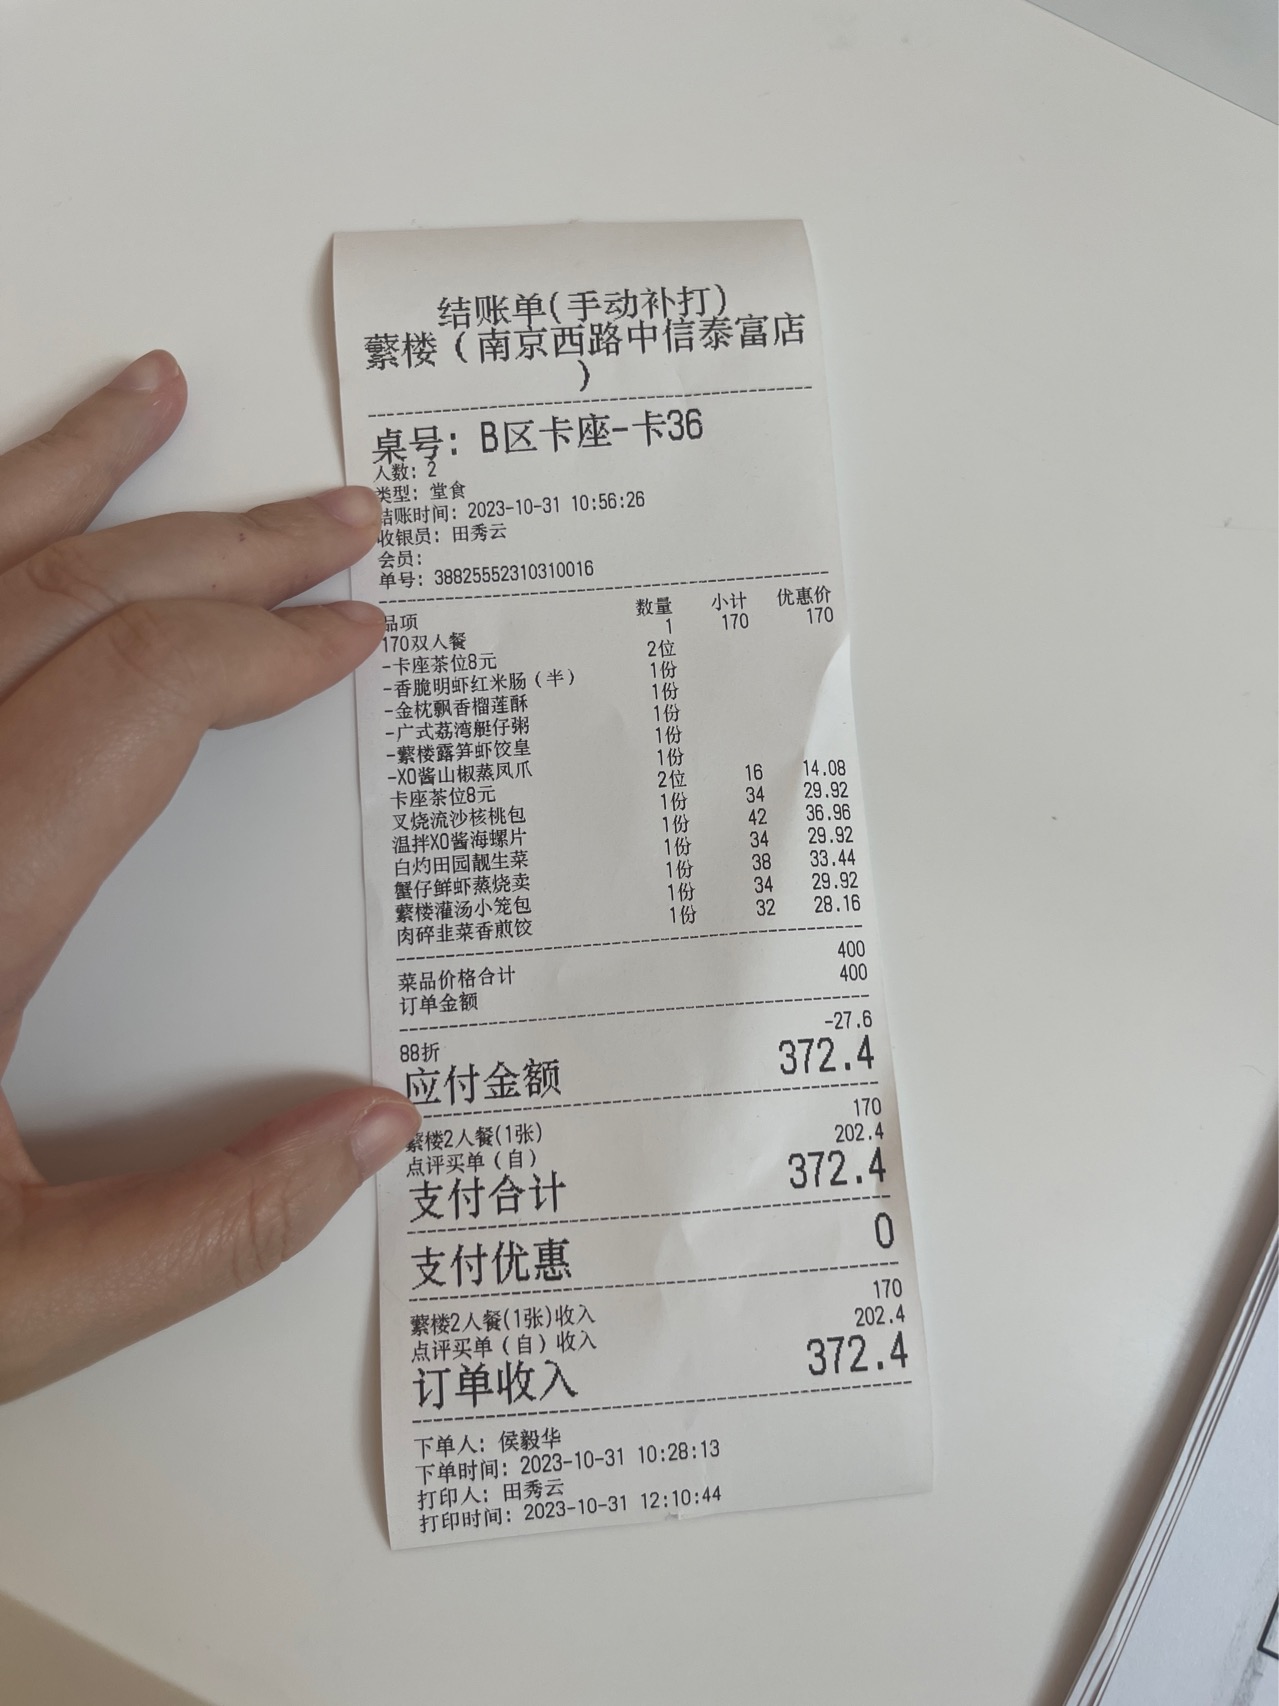 结账单(手动补打)
蘩楼（南京西路中信泰富店
）
桌号: B区卡座-卡36
人数: 2
类型: 堂食
结账时间: 2023-10-31 10:56:26
收银员: 田秀云
会员:
单号: 38825552310310016
品项 数量 小计 优惠价
170双人餐 1 170 170
-卡座茶位8元 2位
-香脆明虾红米肠（半） 1份
-金枕飘香榴莲酥 1份
-广式荔湾艇仔粥 1份
-蘩楼露笋虾饺皇 1份
-XO酱山椒蒸凤爪 1份
卡座茶位8元 2位 16 14.08
叉烧流沙核桃包 1份 34 29.92
温拌XO酱海螺片 1份 42 36.96
白灼田园靓生菜 1份 34 29.92
蟹仔鲜虾蒸烧卖 1份 38 33.44
蘩楼灌汤小笼包 1份 34 29.92
肉碎韭菜香煎饺 1份 32 28.16
菜品价格合计 400
订单金额 400
88折 -27.6
应付金额 372.4
蘩楼2人餐(1张) 170
点评买单（自） 202.4
支付合计 372.4
支付优惠 0
蘩楼2人餐(1张)收入 170
点评买单（自）收入 202.4
订单收入 372.4
下单人: 侯毅华
下单时间: 2023-10-31 10:28:13
打印人: 田秀云
打印时间: 2023-10-31 12:10:44